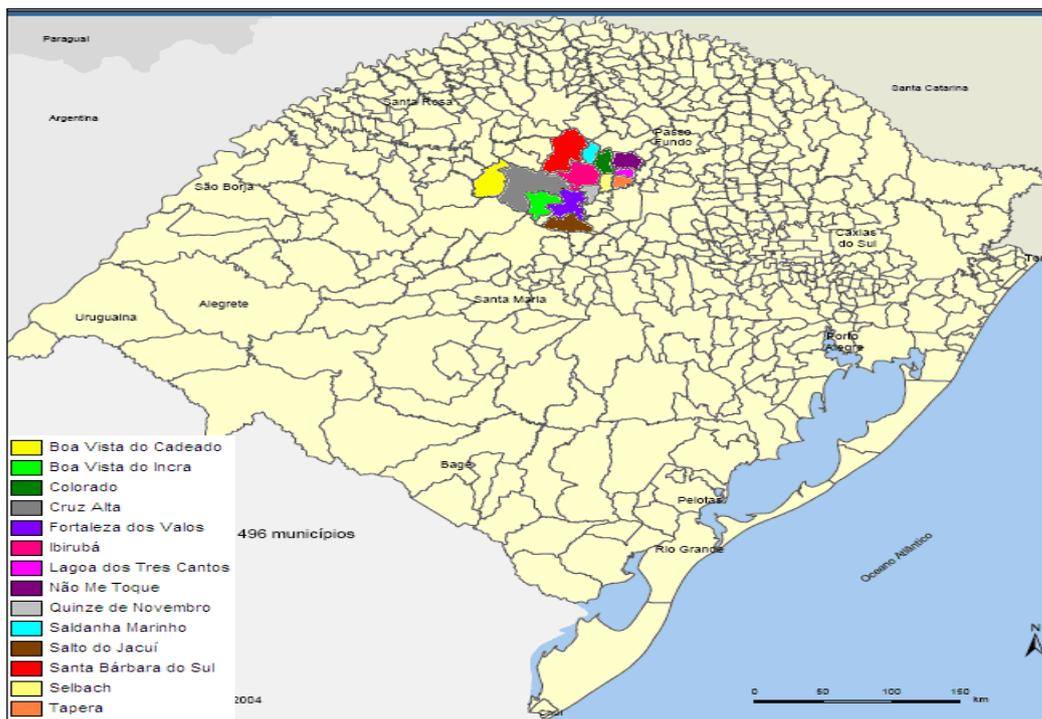 Paraguai
Santa Catarina
Argentina
Santa Rosa
Passo
Fundo
São Borja
Caxias
do Sul
Alegrete
Santa Maria
Uruguaina
Porto
Alegre
Bagé
Pelotas
Rio Grande
Oceano Atlântico
Chuí
Boa Vista do Cadeado
Boa Vista do Incra
Colorado
Cruz Alta
Fortaleza dos Valos
Ibirubá
Lagoa dos Tres Cantos
Não Me Toque
Quinze de Novembro
Saldanha Marinho
Salto do Jacuí
Santa Bárbara do Sul
Selbach
Tapera
496 municípios
2004
N
0 50 100 150 km